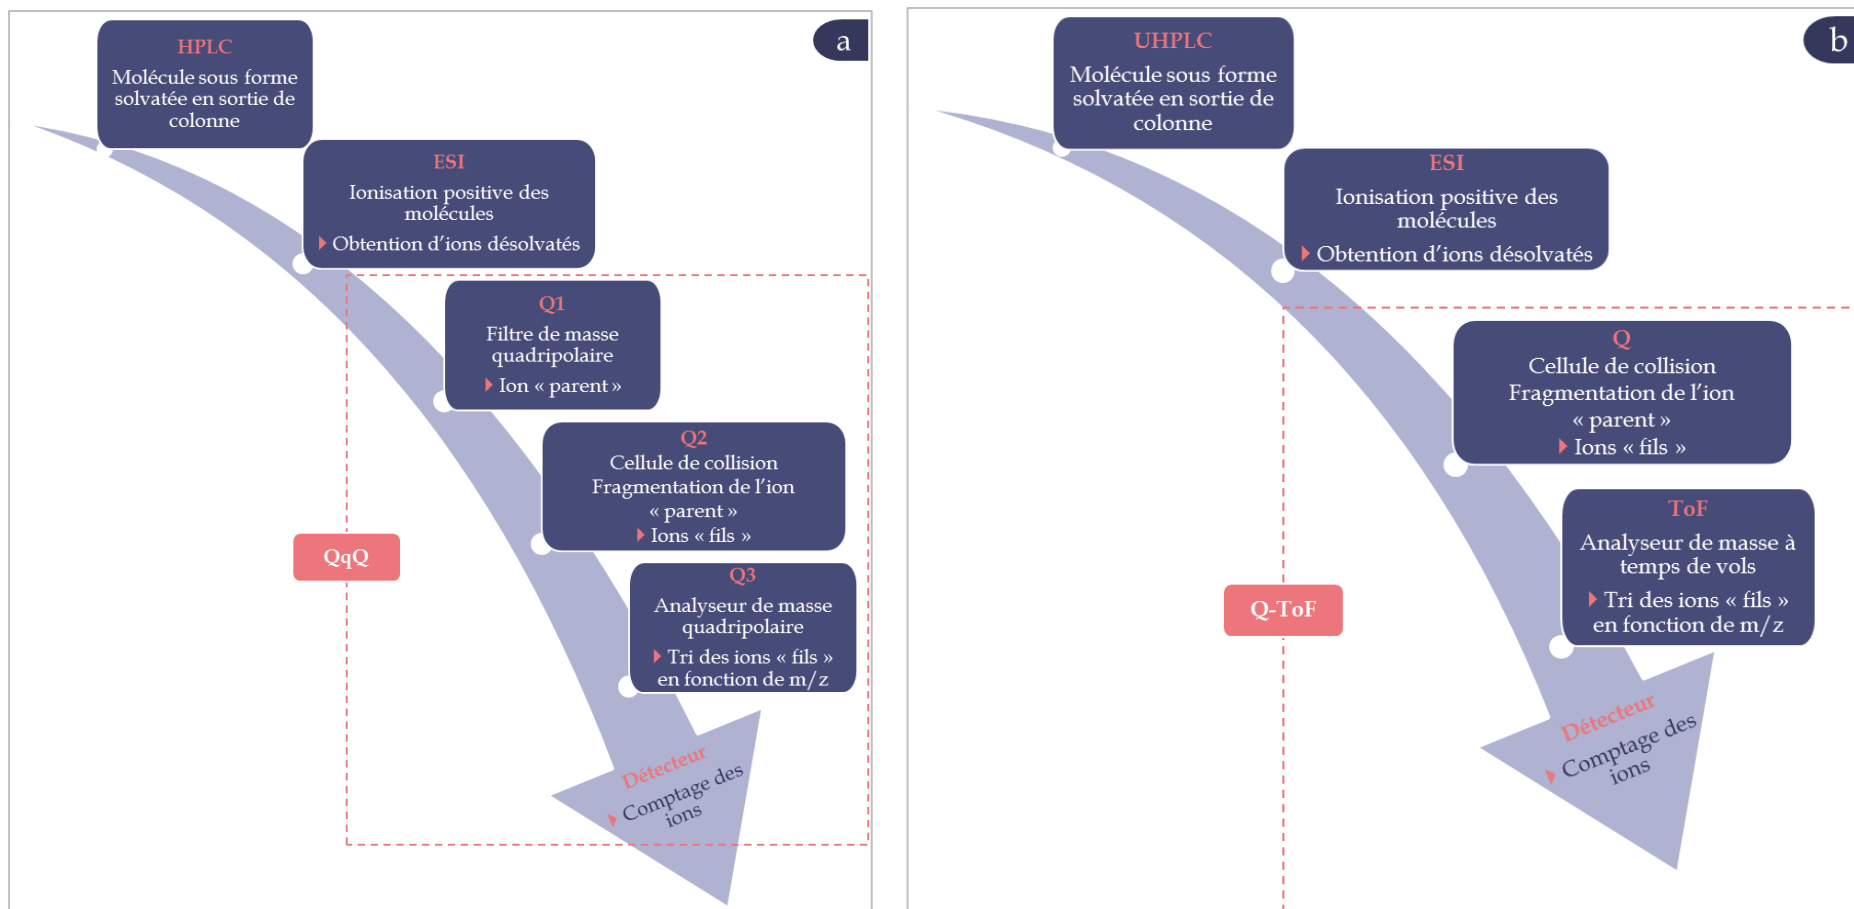 a
HPLC
Molécule sous forme
solvatée en sortie de
colonne
ESI
Ionisation positive des
molécules
Obtention d'ions désolvatés
Q1
Filtre de masse
quadripolaire
Ion « parent »
Q2
Cellule de collision
Fragmentation de l'ion
« parent »
Ions « fils »
QqQ
Q3
Analyseur de masse
quadripolaire
Tri des ions « fils »
en fonction de m/z
Détecteur
Comptage des
ions
b
UHPLC
Molécule sous forme
solvatée en sortie de
colonne
ESI
Ionisation positive des
molécules
Obtention d'ions désolvatés
Q
Cellule de collision
Fragmentation de l'ion
« parent »
Ions « fils »
Q-ToF
ToF
Analyseur de masse à
temps de vols
Tri des ions « fils »
en fonction de m/z
Détecteur
Comptage des
ions